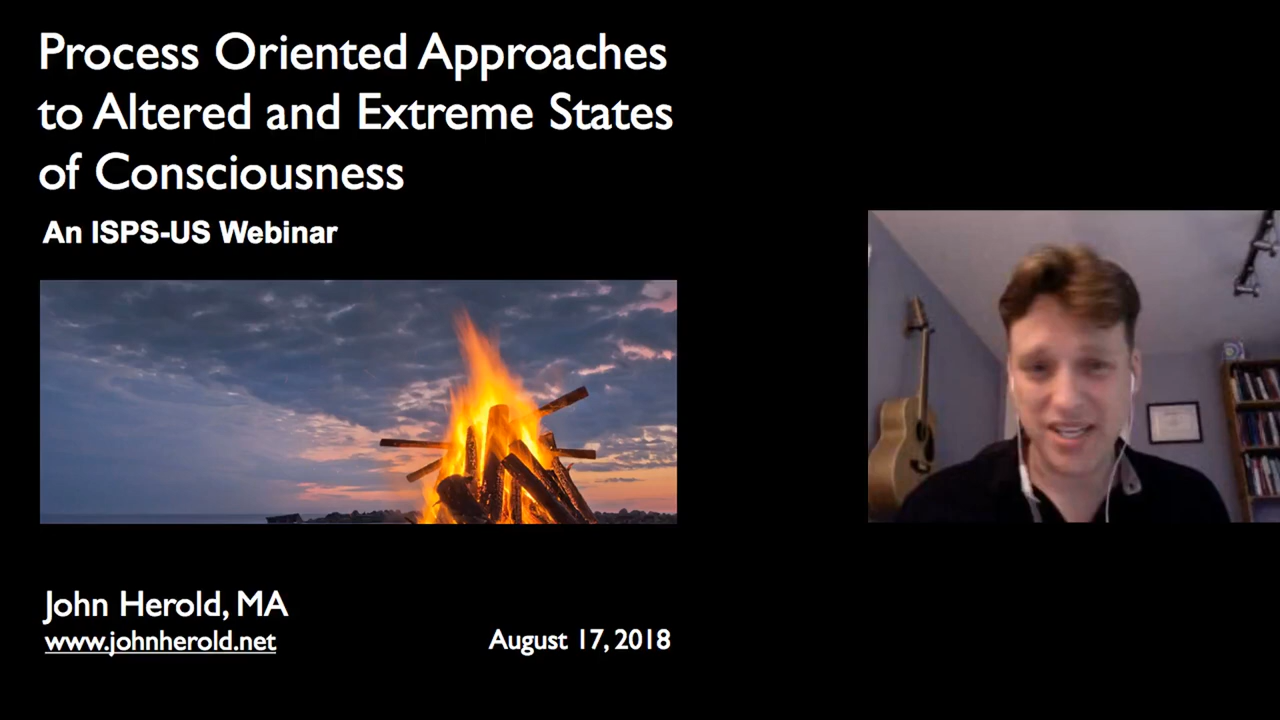 Process Oriented Approaches
to Altered and Extreme States
of Consciousness
An ISPS-US Webinar
John Herold, MA
www.johnherold.net
August 17, 2018